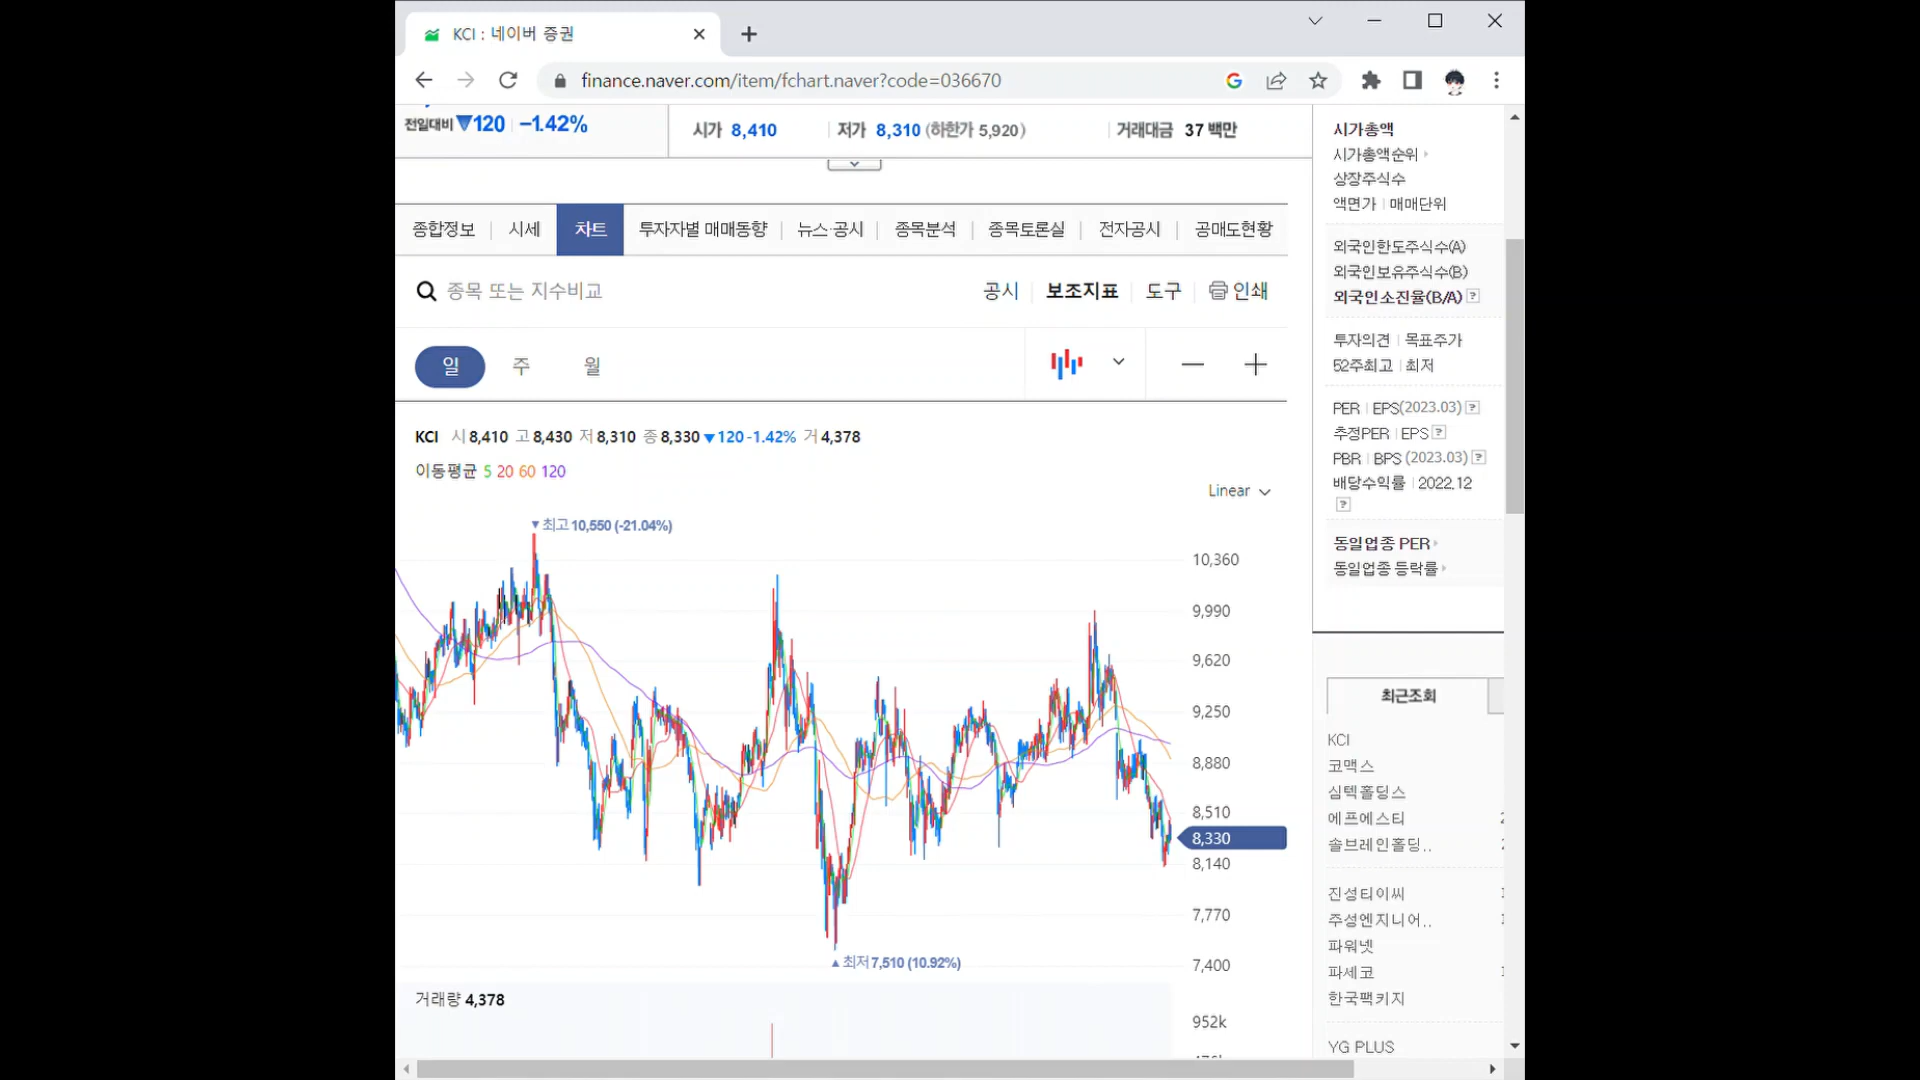 KCI : 네이버 증권
finance.naver.com/item/fchart.naver?code=036670
전일대비 ▼120 | −1.42%
시가 8,410 | 저가 8,310 (하한가 5,920) | 거래대금 37 백만
종합정보 | 시세 차트 투자자별 매매동향 | 뉴스·공시 | 종목분석 | 종목토론실 | 전자공시 | 공매도현황
종목 또는 지수비교
공시 | 보조지표 | 도구 | 인쇄
일 주 월
KCI 시 8,410 고 8,430 저 8,310 종 8,330 ▼120 -1.42% 거 4,378
이동평균 5 20 60 120
Linear
▼최고 10,550 (-21.04%)
10,360
9,990
9,620
9,250
8,880
8,510
8,330
8,140
7,770
7,400
▲최저 7,510 (10.92%)
거래량 4,378
952k
시가총액
시가총액순위
상장주식수
액면가 | 매매단위
외국인한도주식수(A)
외국인보유주식수(B)
외국인소진율(B/A) ?
투자의견 | 목표주가
52주최고 | 최저
PER | EPS(2023.03) ?
추정PER | EPS ?
PBR | BPS (2023.03) ?
배당수익률 | 2022.12
?
동일업종 PER
동일업종 등락률
최근조회
KCI
코맥스
심텍홀딩스
에프에스티
솔브레인홀딩..
진성티이씨
주성엔지니어..
파워넷
파세코
한국팩키지
YG PLUS